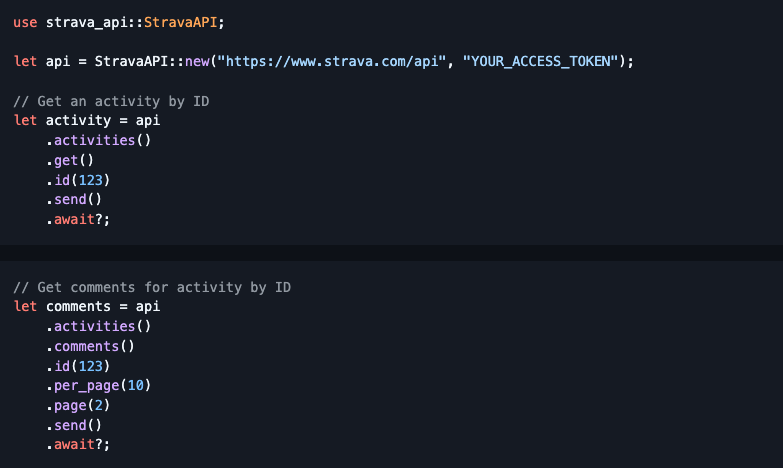 use strava_api::StravaAPI;
let api = StravaAPI::new("https://www.strava.com/api", "YOUR_ACCESS_TOKEN");
// Get an activity by ID
let activity = api
    .activities()
    .get()
    .id(123)
    .send()
    .await?;
// Get comments for activity by ID
let comments = api
    .activities()
    .comments()
    .id(123)
    .per_page(10)
    .page(2)
    .send()
    .await?;